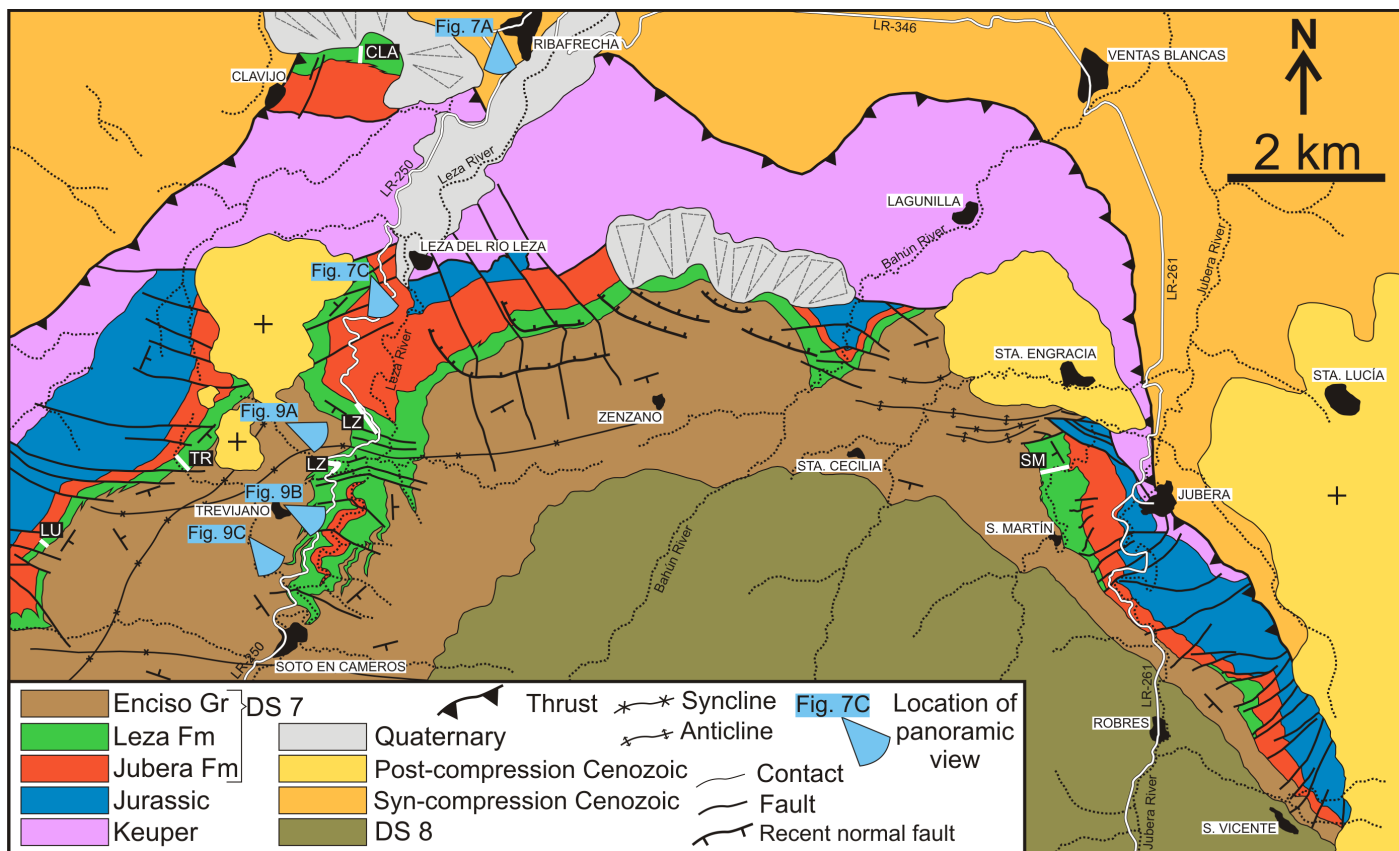 Fig. 7A
LR-346
RIBAFRECHA
CLA
VENTAS BLANCAS
N
CLAVIJO
2 km
LR-250
Leza River
LAGUNILLA
Bahún River
Jubera River
LR-261
LEZA DEL RIO LEZA
Fig. 7C
Leza River
STA. ENGRACIA
STA. LUCÍA
ZENZANO
Fig. 9A
LZ
TR
LZ
STA. CECILIA
SM
Fig. 9B
JUBERA
TREVIJANO
LU
Fig. 9C
S. MARTÍN
Bahún River
SOTO EN CAMEROS
LR-250
LR-261
ROBRES
Jubera River
S. VICENTE
Enciso Gr
DS 7
Leza Fm
Jubera Fm
Jurassic
Keuper
Quaternary
Post-compression Cenozoic
Syn-compression Cenozoic
DS 8
Thrust
Syncline
Anticline
Contact
Fault
Recent normal fault
Fig. 7C
Location of
panoramic
view